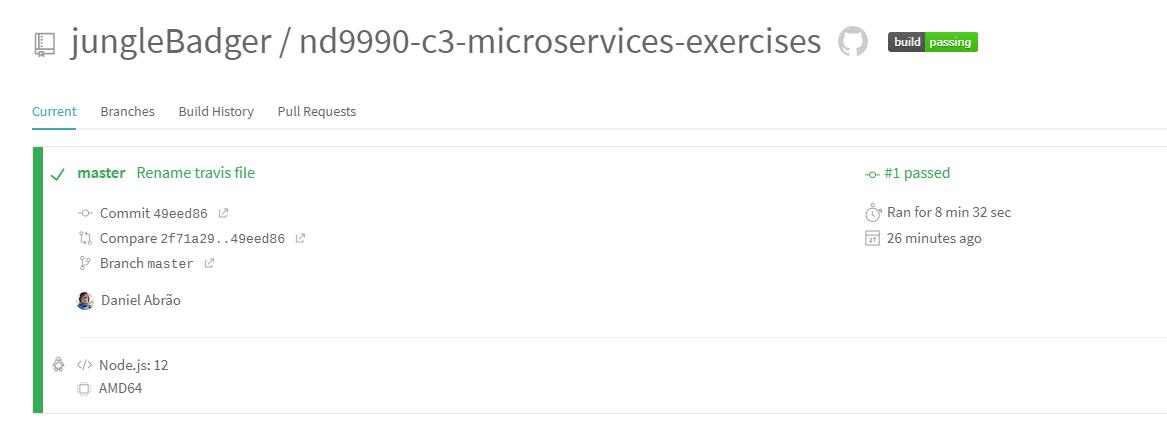 jungleBadger / nd9990-c3-microservices-exercises build passing
Current Branches Build History Pull Requests
master Rename travis file #1 passed
Commit 49eed86 Ran for 8 min 32 sec
Compare 2f71a29..49eed86 26 minutes ago
Branch master
Daniel Abrão
</> Node.js: 12
AMD64